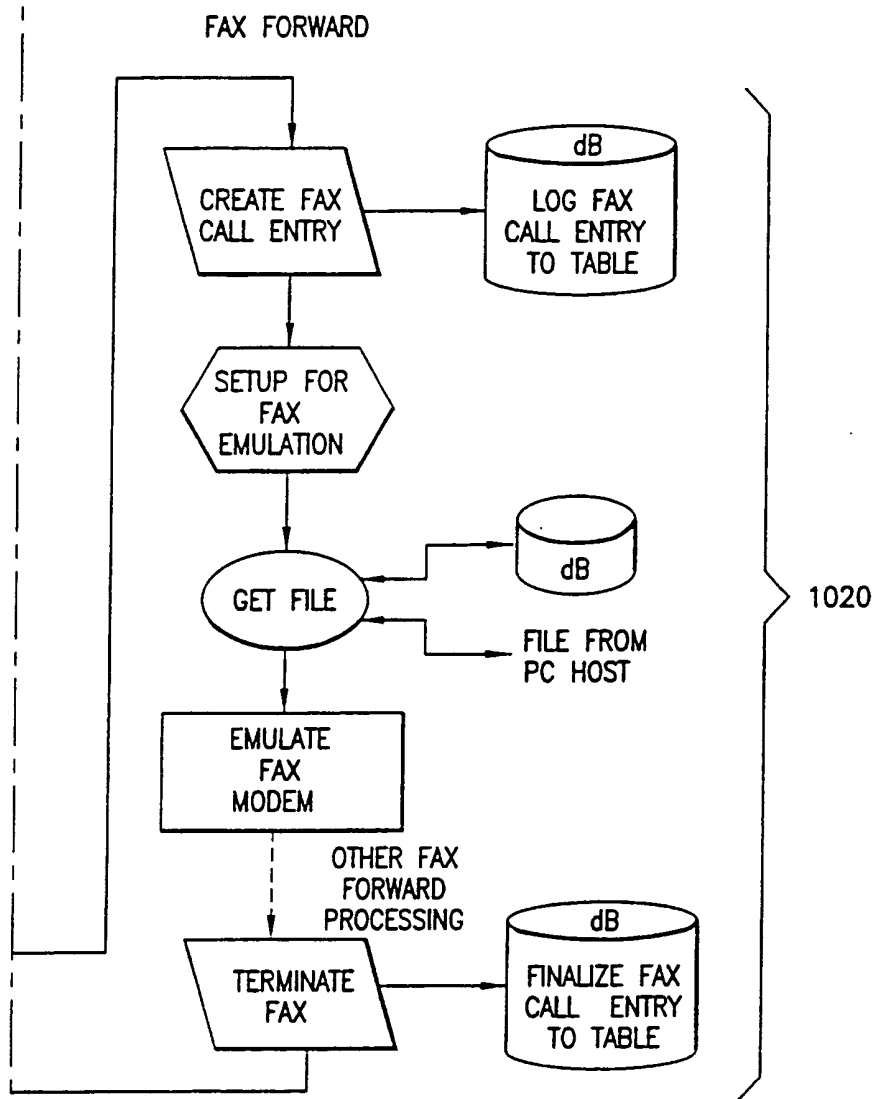 FAX FORWARD
CREATE FAX
CALL ENTRY
dB
LOG FAX
CALL ENTRY
TO TABLE
SETUP FOR
FAX
EMULATION
GET FILE
dB
FILE FROM
PC HOST
1020
EMULATE
FAX
MODEM
OTHER FAX
FORWARD
PROCESSING
TERMINATE
FAX
dB
FINALIZE FAX
CALL ENTRY
TO TABLE